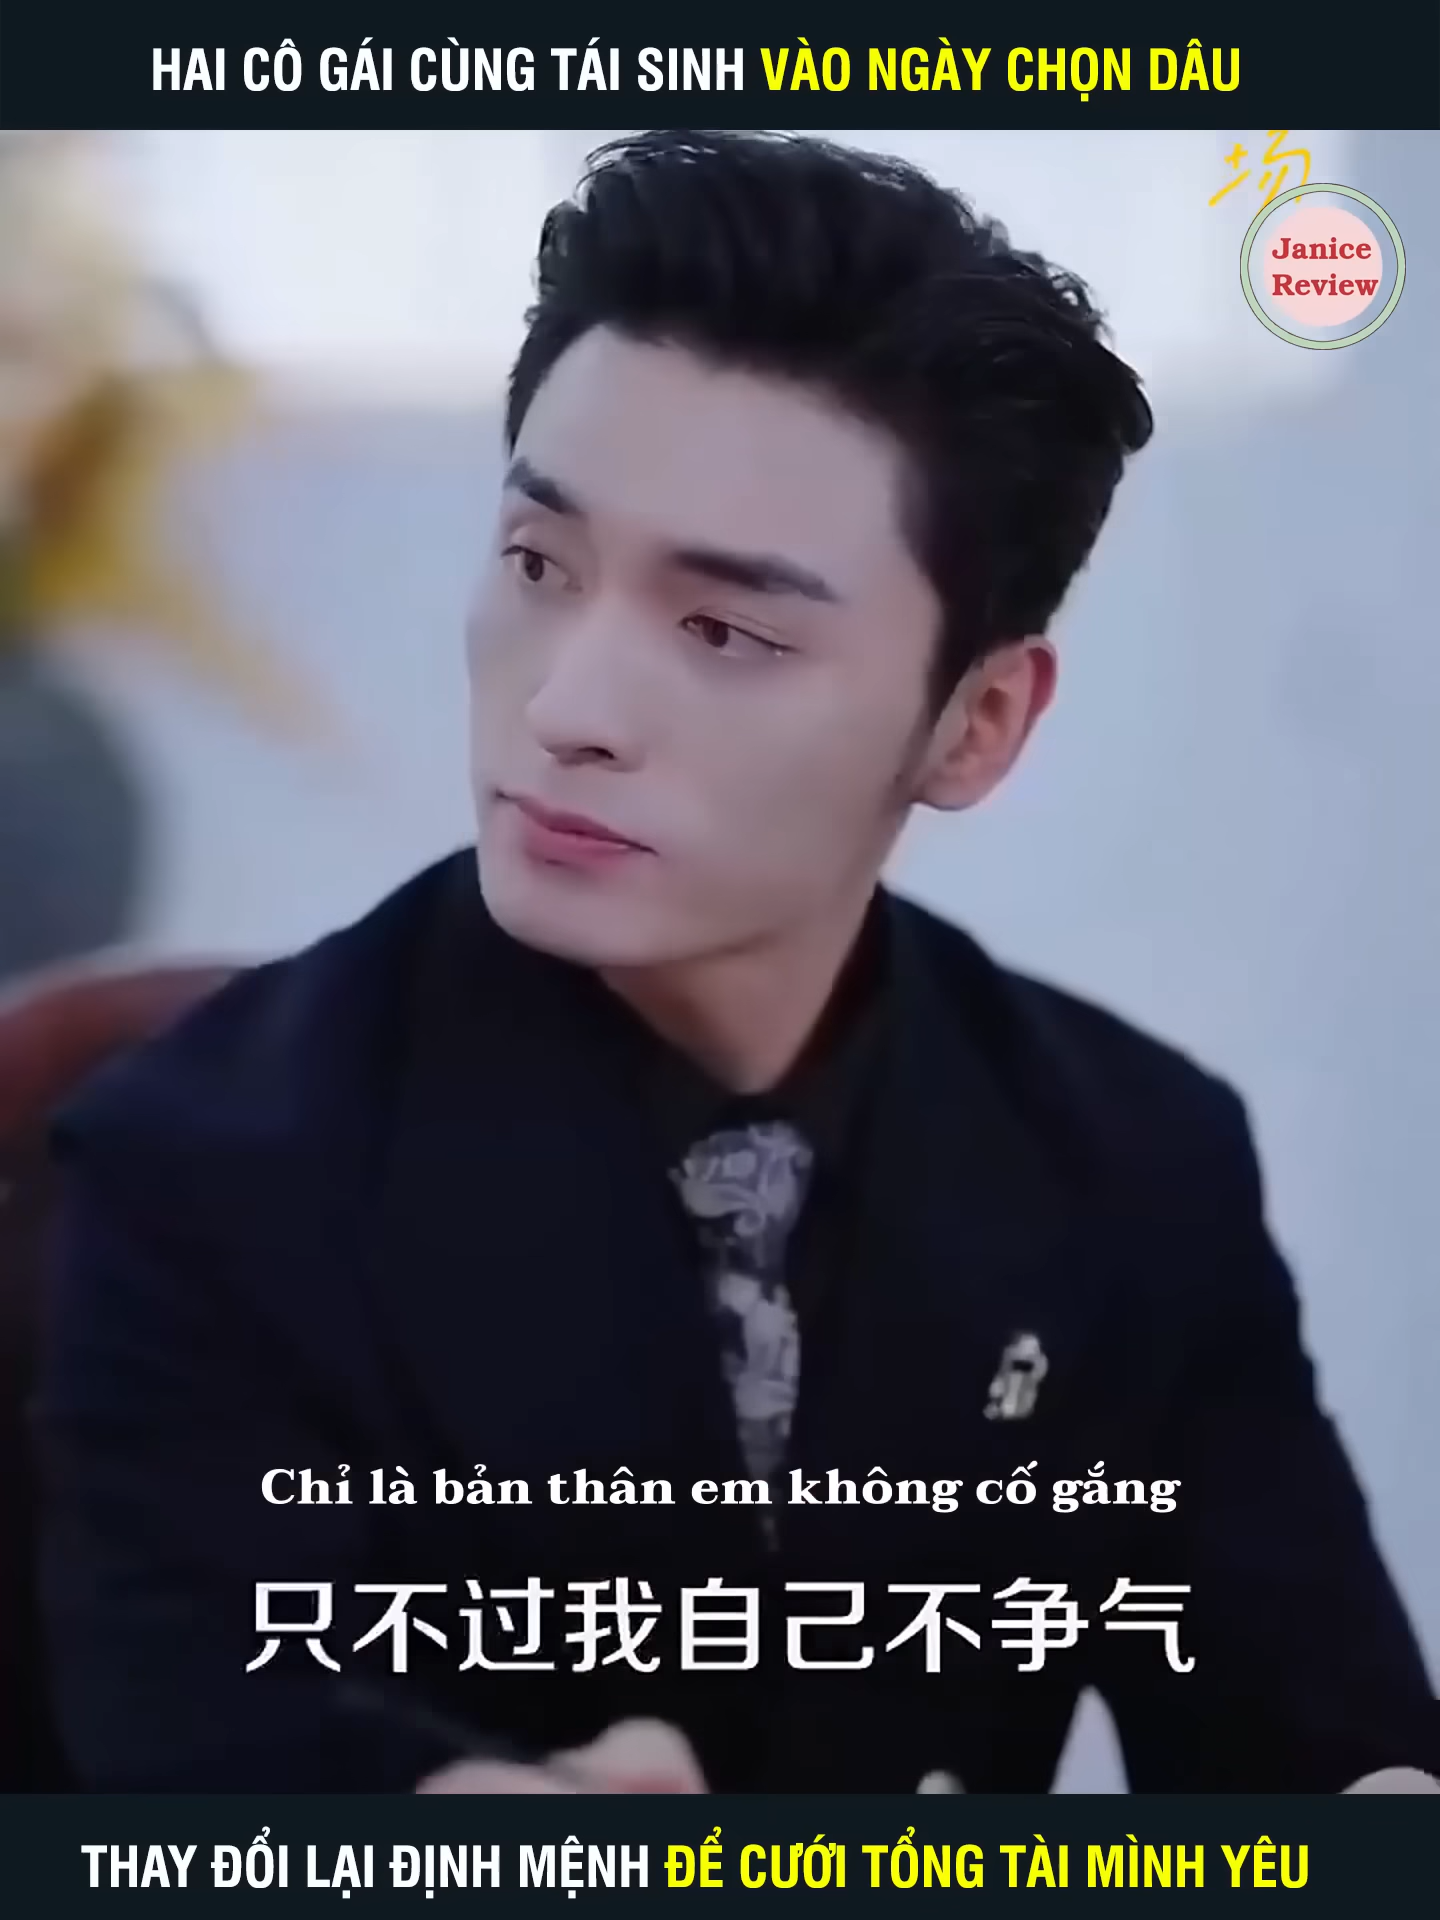 HAI CÔ GÁI CÙNG TÁI SINH VÀO NGÀY CHỌN DÂU
场
Janice
Review
Chỉ là bản thân em không cố gắng
只不过我自己不争气
THAY ĐỔI LẠI ĐỊNH MỆNH ĐỂ CƯỚI TỔNG TÀI MÌNH YÊU